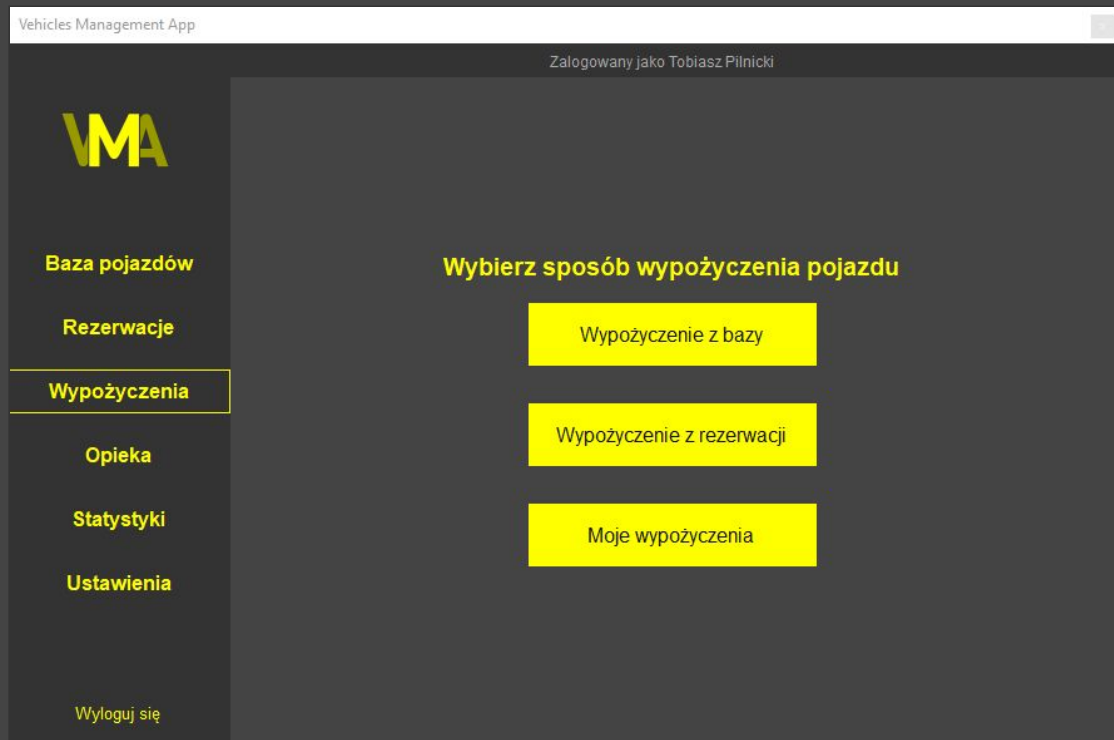 Vehicles Management App
Zalogowany jako Tobiasz Pilnicki
VMA
Baza pojazdów
Rezerwacje
Wypożyczenia
Opieka
Statystyki
Ustawienia
Wyloguj się
Wybierz sposób wypożyczenia pojazdu
Wypożyczenie z bazy
Wypożyczenie z rezerwacji
Moje wypożyczenia